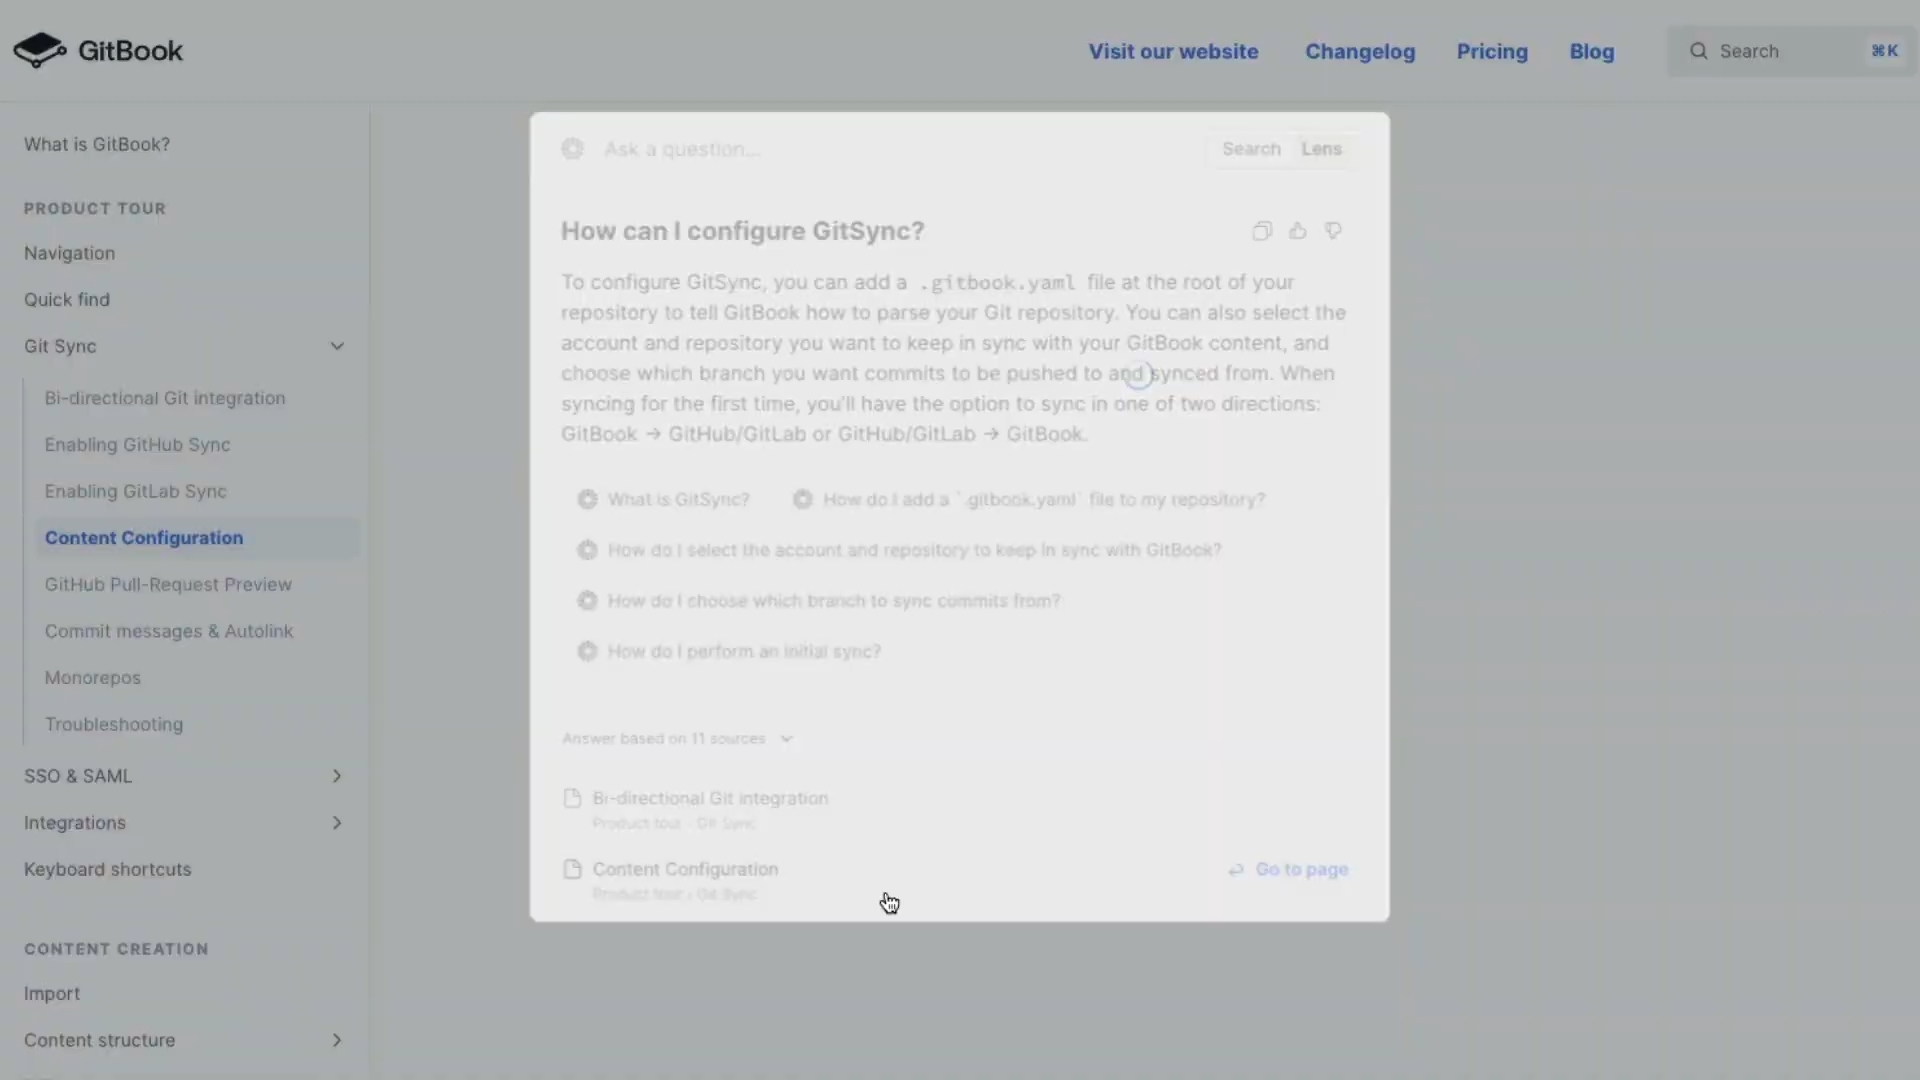 GitBook
Visit our website
Changelog
Pricing
Blog
Search
⌘K
What is GitBook?
PRODUCT TOUR
Navigation
Quick find
Git Sync
Bi-directional Git integration
Enabling GitHub Sync
Enabling GitLab Sync
Content Configuration
GitHub Pull-Request Preview
Commit messages & Autolink
Monorepos
Troubleshooting
SSO & SAML
Integrations
Keyboard shortcuts
CONTENT CREATION
Import
Content structure
Ask a question...
Search Lens
How can I configure GitSync?
To configure GitSync, you can add a .gitbook.yaml file at the root of your
repository to tell GitBook how to parse your Git repository. You can also select the
account and repository you want to keep in sync with your GitBook content, and
choose which branch you want commits to be pushed to and synced from. When
syncing for the first time, you'll have the option to sync in one of two directions:
GitBook → GitHub/GitLab or GitHub/GitLab → GitBook.
What is GitSync?
How do I add a `.gitbook.yaml` file to my repository?
How do I select the account and repository to keep in sync with GitBook?
How do I choose which branch to sync commits from?
How do I perform an initial sync?
Answer based on 11 sources
Bi-directional Git integration
Product tour › Git Sync
Content Configuration
Product tour › Git Sync
Go to page